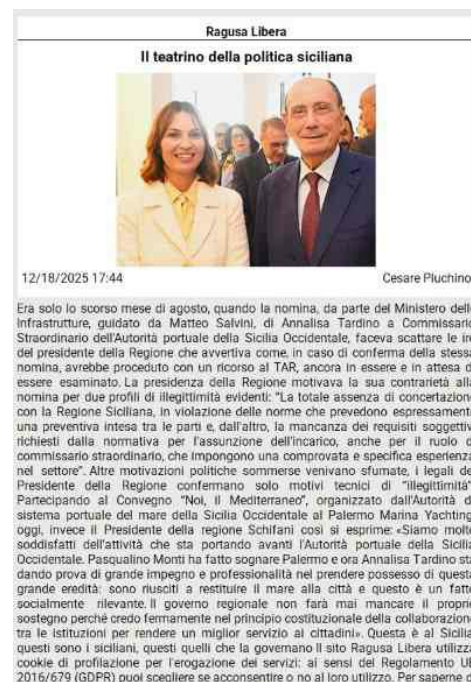 Ragusa Libera
Il teatrino della politica siciliana
12/18/2025 17:44
Cesare Pluchino
Era solo lo scorso mese di agosto, quando la nomina, da parte del Ministero delle
Infrastrutture, guidato da Matteo Salvini, di Annalisa Tardino a Commissario
Straordinario dell'Autorità portuale della Sicilia Occidentale, faceva scattare le ire
del presidente della Regione che avvertiva come, in caso di conferma della stessa
nomina, avrebbe proceduto con un ricorso al TAR, ancora in essere e in attesa di
essere esaminato. La presidenza della Regione motivava la sua contrarietà alla
nomina per due profili di illegittimità evidenti: "La totale assenza di concertazione
con la Regione Siciliana, in violazione delle norme che prevedono espressamente
una preventiva intesa tra le parti e, dall'altro, la mancanza dei requisiti soggettivi
richiesti dalla normativa per l'assunzione dell'incarico, anche per il ruolo di
commissario straordinario, che impongono una comprovata e specifica esperienza
nel settore". Altre motivazioni politiche sommerse venivano sfumate, i legali del
Presidente della Regione confermano solo motivi tecnici di "illegittimità".
Partecipando al Convegno "Noi, il Mediterraneo", organizzato dall'Autorità di
sistema portuale del mare della Sicilia Occidentale al Palermo Marina Yachting,
oggi, invece il Presidente della regione Schifani così si esprime: «Siamo molto
soddisfatti dell'attività che sta portando avanti l'Autorità portuale della Sicilia
Occidentale. Pasqualino Monti ha fatto sognare Palermo e ora Annalisa Tardino sta
dando prova di grande impegno e professionalità nel prendere possesso di questa
grande eredità: sono riusciti a restituire il mare alla città e questo è un fatto
socialmente rilevante. Il governo regionale non farà mai mancare il proprio
sostegno perché credo fermamente nel principio costituzionale della collaborazione
tra le istituzioni per rendere un miglior servizio ai cittadini». Questa è al Sicilia,
questi sono i siciliani, questi quelli che la governano Il sito Ragusa Libera utilizza
cookie di profilazione per l'erogazione dei servizi: ai sensi del Regolamento UE
2016/679 (GDPR) puoi scegliere se acconsentire o no al loro utilizzo. Per saperne di